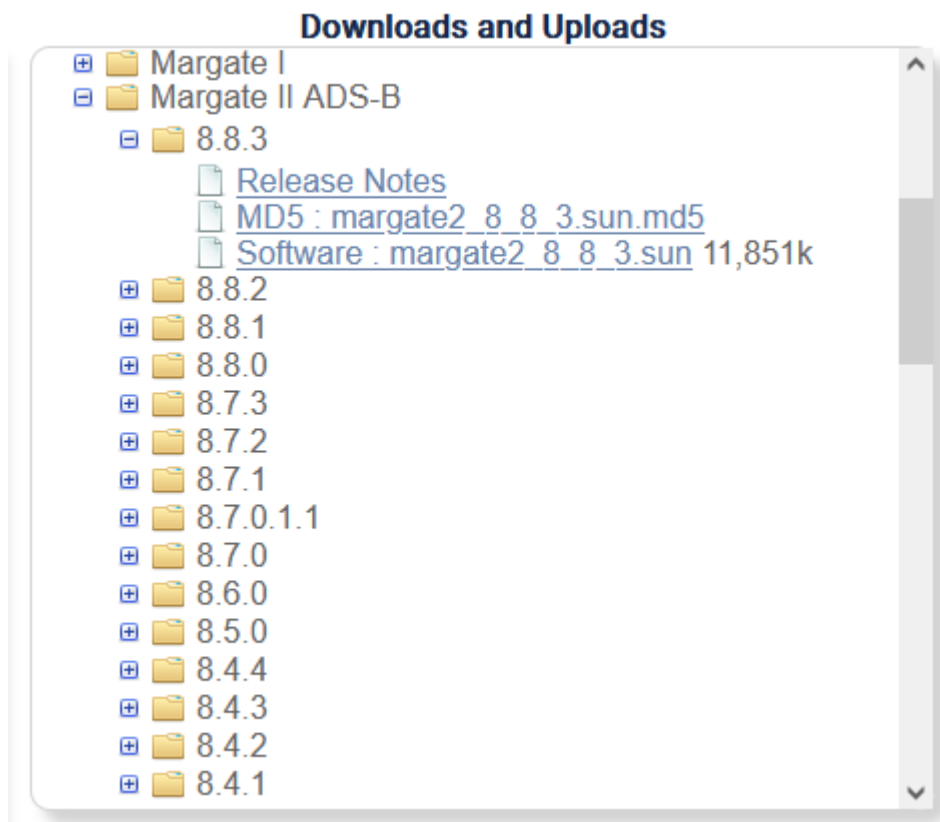 Downloads and Uploads
Margate I
Margate II ADS-B
8.8.3
Release Notes
MD5 : margate2_8_8_3.sun.md5
Software : margate2_8_8_3.sun 11,851k
8.8.2
8.8.1
8.8.0
8.7.3
8.7.2
8.7.1
8.7.0.1.1
8.7.0
8.6.0
8.5.0
8.4.4
8.4.3
8.4.2
8.4.1